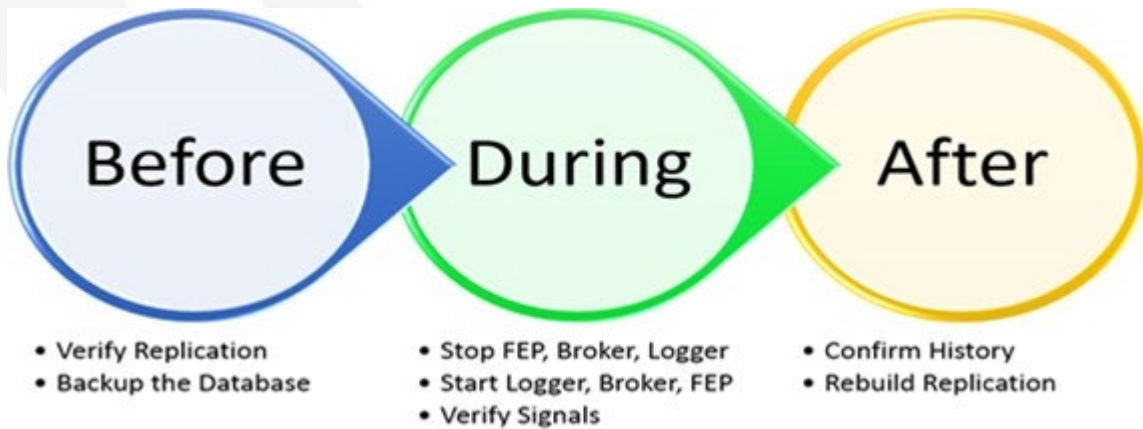 Before
During
After
• Verify Replication
• Backup the Database
• Stop FEP, Broker, Logger
• Start Logger, Broker, FEP
• Verify Signals
• Confirm History
• Rebuild Replication